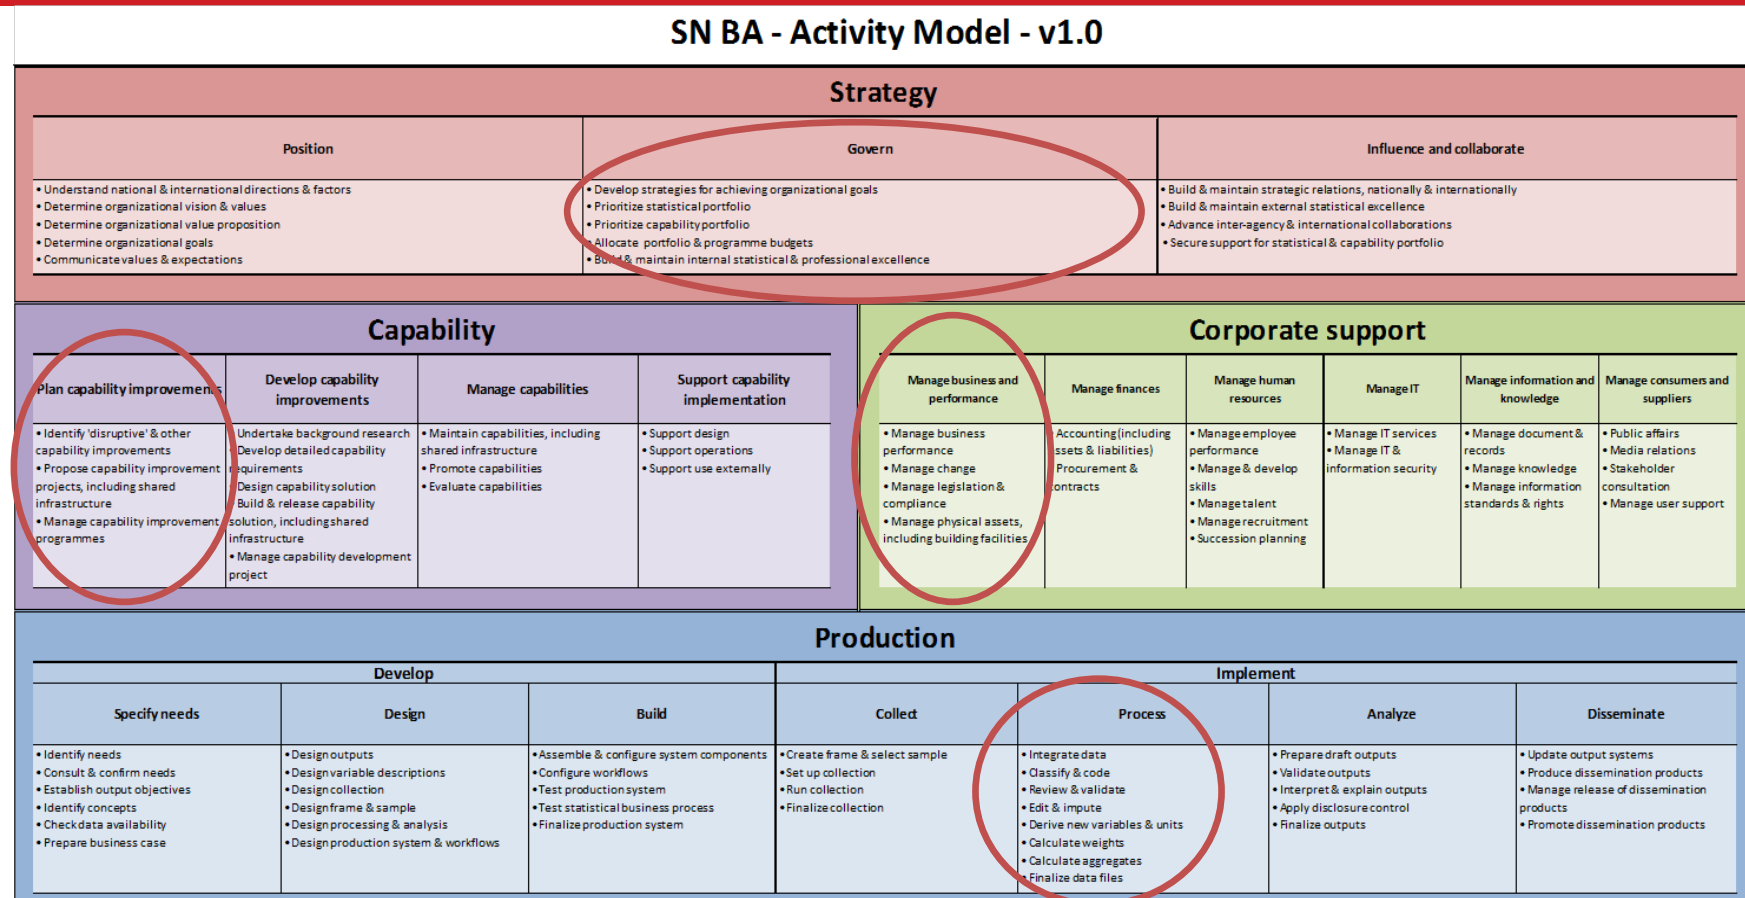 SN BA - Activity Model - v1.0
Strategy
Position
• Understand national & international directions & factors
• Determine organizational vision & values
• Determine organizational value proposition
• Determine organizational goals
• Communicate values & expectations
Govern
• Develop strategies for achieving organizational goals
• Prioritize statistical portfolio
• Prioritize capability portfolio
• Allocate portfolio & programme budgets
• Build & maintain internal statistical & professional excellence
Influence and collaborate
• Build & maintain strategic relations, nationally & internationally
• Build & maintain external statistical excellence
• Advance inter-agency & international collaborations
• Secure support for statistical & capability portfolio
Capability
Plan capability improvements
• Identify 'disruptive' & other
capability improvements
• Propose capability improvement
projects, including shared
infrastructure
• Manage capability improvement
programmes
Develop capability
improvements
Undertake background research
• Develop detailed capability
requirements
• Design capability solution
Build & release capability
solution, including shared
infrastructure
• Manage capability development
project
Manage capabilities
• Maintain capabilities, including
shared infrastructure
• Promote capabilities
• Evaluate capabilities
Support capability
implementation
• Support design
• Support operations
• Support use externally
Corporate support
Manage business and
performance
• Manage business
performance
• Manage change
• Manage legislation &
compliance
• Manage physical assets,
including building facilities
Manage finances
Accounting (including
assets & liabilities)
Procurement &
contracts
Manage human
resources
• Manage employee
performance
• Manage & develop
skills
• Manage talent
• Manage recruitment
• Succession planning
Manage IT
• Manage IT services
• Manage IT &
information security
Manage information and
knowledge
• Manage document &
records
• Manage knowledge
• Manage information
standards & rights
Manage consumers and
suppliers
• Public affairs
• Media relations
• Stakeholder
consultation
• Manage user support
Production
Develop
Specify needs
• Identify needs
• Consult & confirm needs
• Establish output objectives
• Identify concepts
• Check data availability
• Prepare business case
Design
• Design outputs
• Design variable descriptions
• Design collection
• Design frame & sample
• Design processing & analysis
• Design production system & workflows
Build
• Assemble & configure system components
• Configure workflows
• Test production system
• Test statistical business process
• Finalize production system
Implement
Collect
• Create frame & select sample
• Set up collection
• Run collection
• Finalize collection
Process
• Integrate data
• Classify & code
• Review & validate
• Edit & impute
• Derive new variables & units
• Calculate weights
• Calculate aggregates
• Finalize data files
Analyze
• Prepare draft outputs
• Validate outputs
• Interpret & explain outputs
• Apply disclosure control
• Finalize outputs
Disseminate
• Update output systems
• Produce dissemination products
• Manage release of dissemination
products
• Promote dissemination products